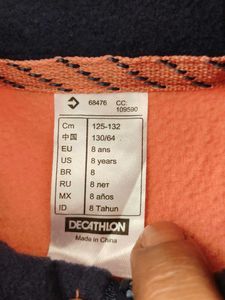 68476 CC:
109590
Cm 125-132
中国 130/64
EU 8 ans
US 8 years
BR 8
RU 8 лет
MX 8 años
ID 8 Tahun
DECATHLON
Made in China